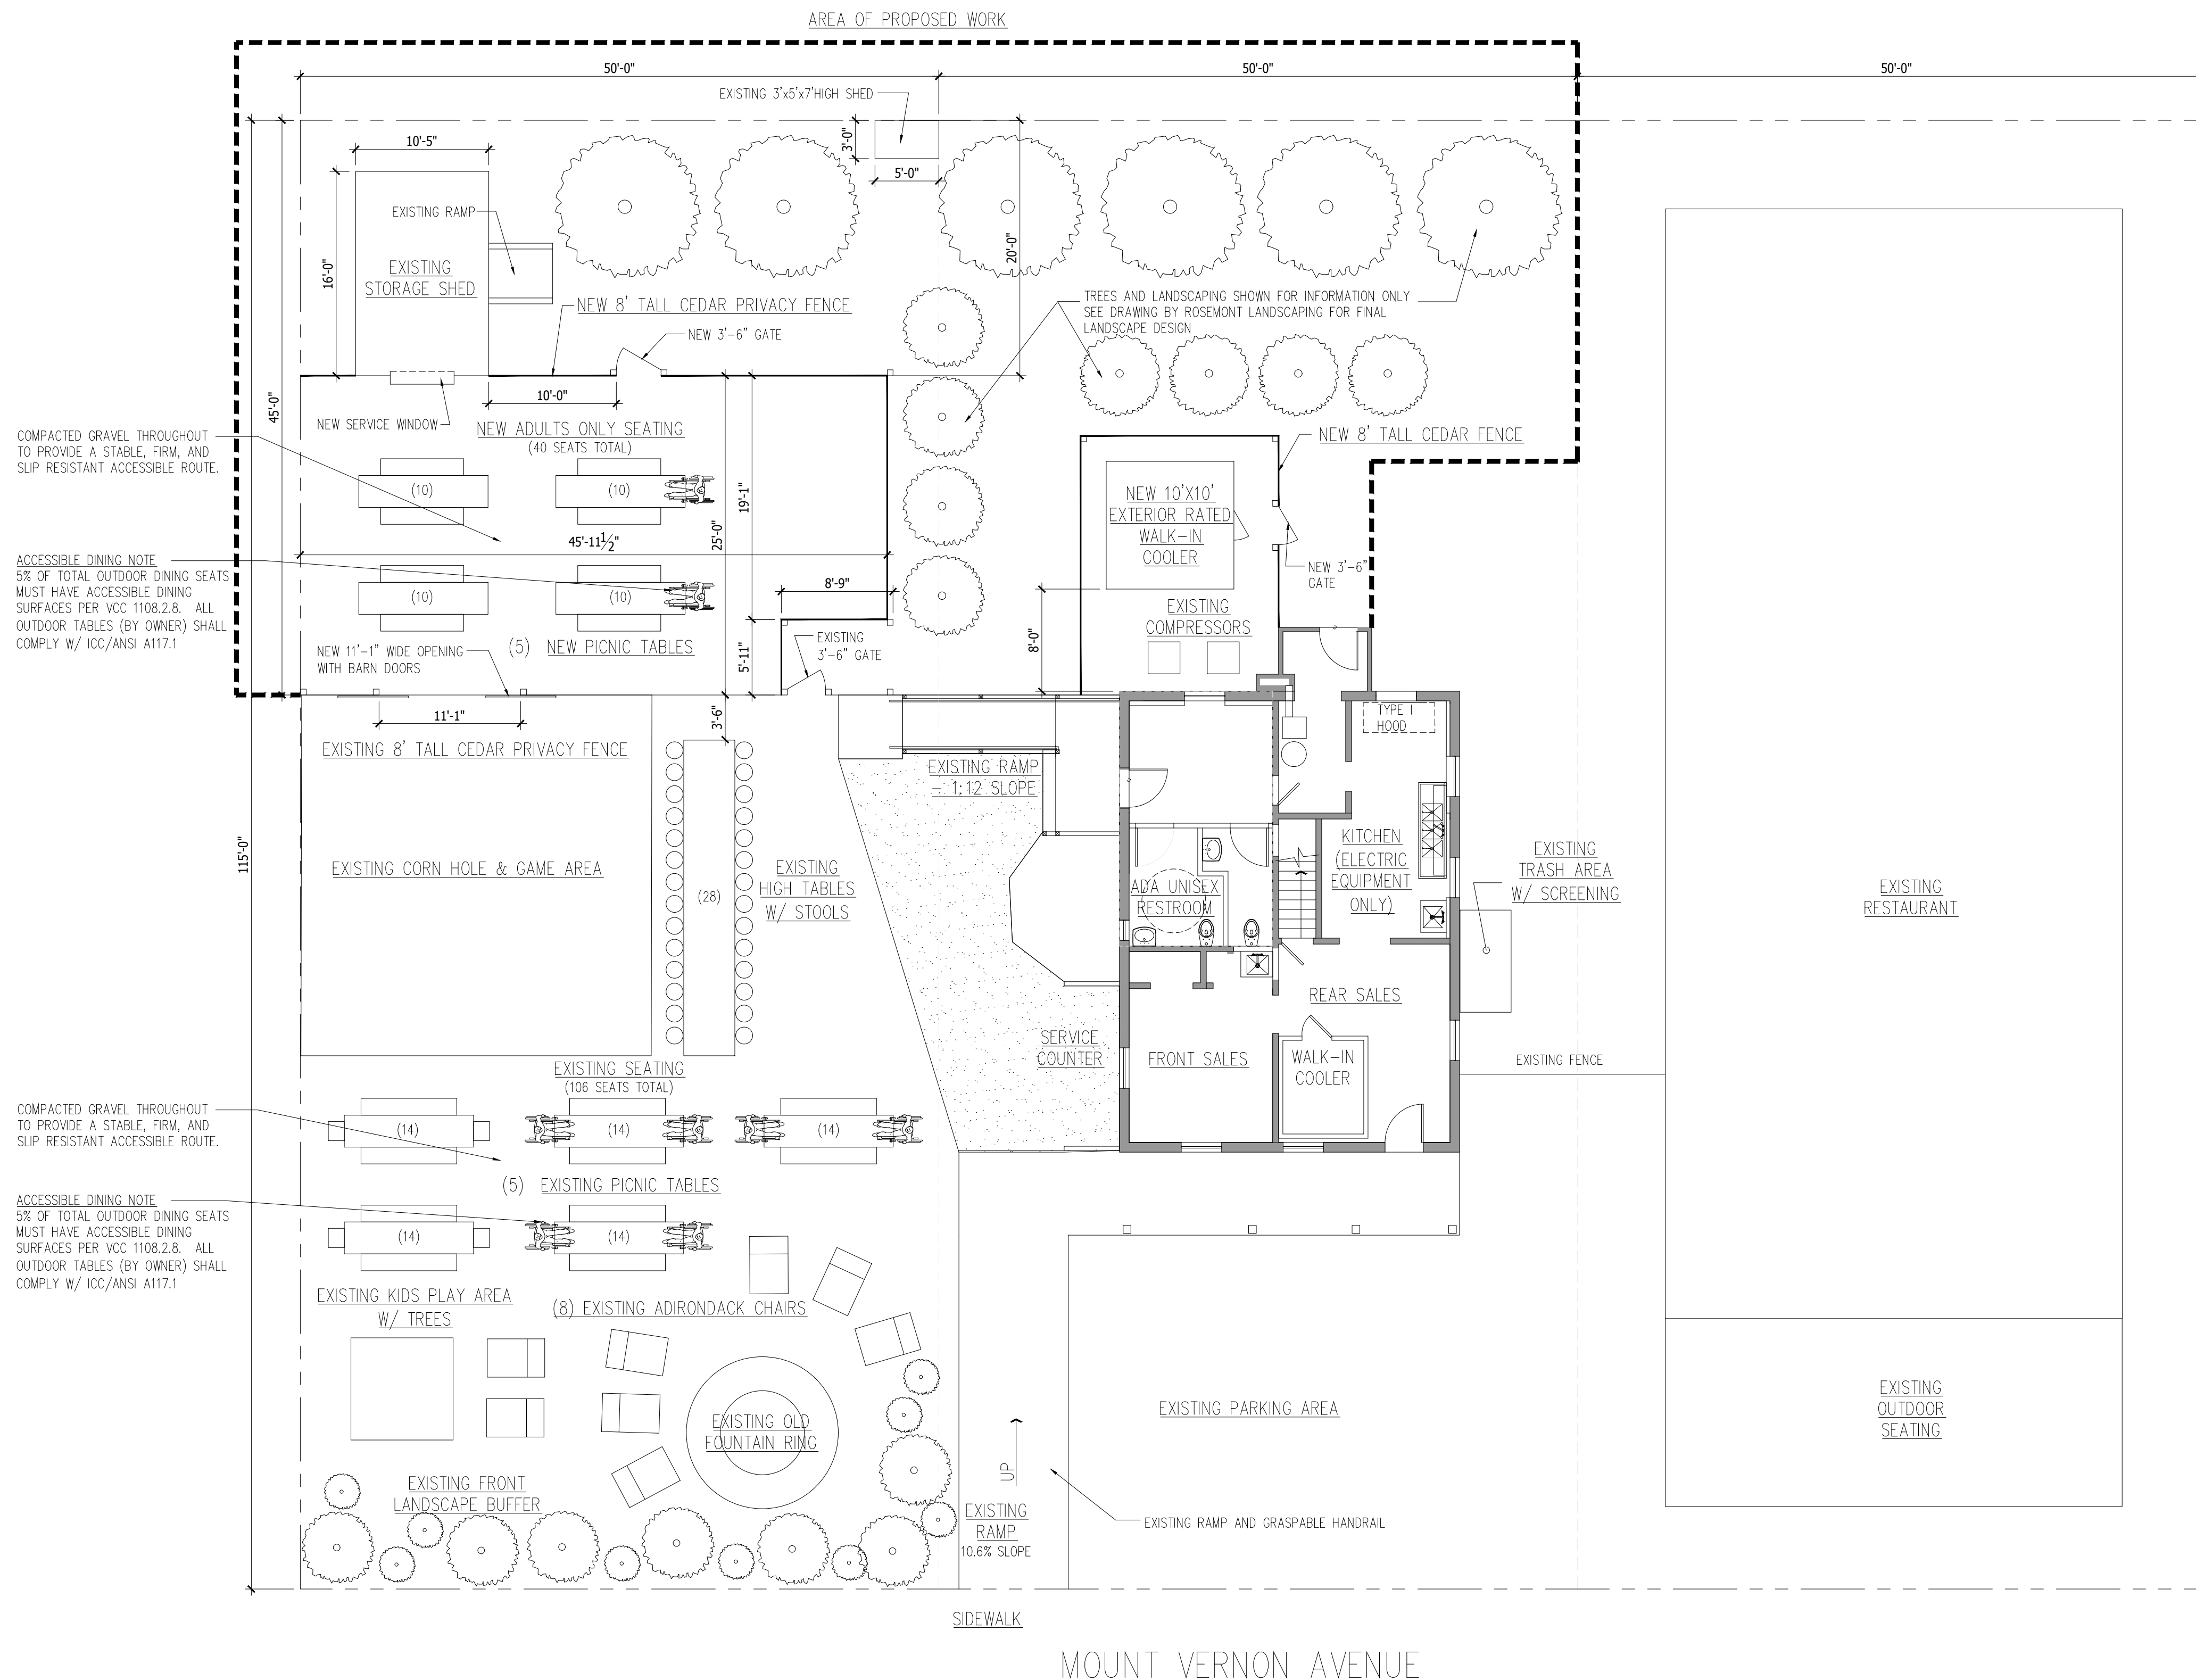 AREA OF PROPOSED WORK
50'-0"
50'-0"
50'-0"
EXISTING 3'x5'x7'HIGH SHED
10'-5"
3'-0"
5'-0"
EXISTING RAMP
16'-0"
EXISTING
STORAGE SHED
20'-0"
NEW 8' TALL CEDAR PRIVACY FENCE
NEW 3'-6" GATE
TREES AND LANDSCAPING SHOWN FOR INFORMATION ONLY
SEE DRAWING BY ROSEMONT LANDSCAPING FOR FINAL
LANDSCAPE DESIGN
45'-0"
10'-0"
NEW SERVICE WINDOW
NEW ADULTS ONLY SEATING
(40 SEATS TOTAL)
COMPACTED GRAVEL THROUGHOUT
TO PROVIDE A STABLE, FIRM, AND
SLIP RESISTANT ACCESSIBLE ROUTE.
NEW 8' TALL CEDAR FENCE
(10)
(10)
19'-1"
25'-0"
NEW 10'X10'
EXTERIOR RATED
WALK-IN
COOLER
45'-11½"
NEW 3'-6"
GATE
ACCESSIBLE DINING NOTE
5% OF TOTAL OUTDOOR DINING SEATS
MUST HAVE ACCESSIBLE DINING
SURFACES PER VCC 1108.2.8. ALL
OUTDOOR TABLES (BY OWNER) SHALL
COMPLY W/ ICC/ANSI A117.1
(10)
(10)
8'-9"
EXISTING
COMPRESSORS
8'-0"
EXISTING
3'-6" GATE
5'-11"
(5) NEW PICNIC TABLES
NEW 11'-1" WIDE OPENING
WITH BARN DOORS
11'-1"
3'-6"
TYPE I
HOOD
EXISTING 8' TALL CEDAR PRIVACY FENCE
EXISTING RAMP
- 1:12 SLOPE
115'-0"
EXISTING CORN HOLE & GAME AREA
(28)
EXISTING
HIGH TABLES
W/ STOOLS
ADA UNISEX
RESTROOM
KITCHEN
(ELECTRIC
EQUIPMENT
ONLY)
EXISTING
TRASH AREA
W/ SCREENING
EXISTING
RESTAURANT
REAR SALES
SERVICE
COUNTER
FRONT SALES
WALK-IN
COOLER
EXISTING FENCE
EXISTING SEATING
(106 SEATS TOTAL)
COMPACTED GRAVEL THROUGHOUT
TO PROVIDE A STABLE, FIRM, AND
SLIP RESISTANT ACCESSIBLE ROUTE.
(14)
(14)
(14)
(5) EXISTING PICNIC TABLES
ACCESSIBLE DINING NOTE
5% OF TOTAL OUTDOOR DINING SEATS
MUST HAVE ACCESSIBLE DINING
SURFACES PER VCC 1108.2.8. ALL
OUTDOOR TABLES (BY OWNER) SHALL
COMPLY W/ ICC/ANSI A117.1
(14)
(14)
EXISTING KIDS PLAY AREA
W/ TREES
(8) EXISTING ADIRONDACK CHAIRS
EXISTING OLD
FOUNTAIN RING
EXISTING PARKING AREA
EXISTING
OUTDOOR
SEATING
UP
EXISTING FRONT
LANDSCAPE BUFFER
EXISTING
RAMP
10.6% SLOPE
EXISTING RAMP AND GRASPABLE HANDRAIL
SIDEWALK
MOUNT VERNON AVENUE